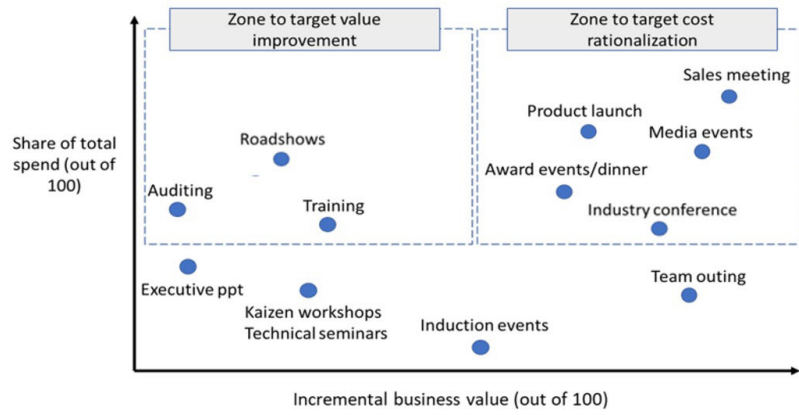 Zone to target value
improvement
Zone to target cost
rationalization
Sales meeting
Product launch
Media events
Share of total
spend (out of
100)
Roadshows
Award events/dinner
Auditing
Training
Industry conference
Executive ppt
Team outing
Kaizen workshops
Technical seminars
Induction events
Incremental business value (out of 100)